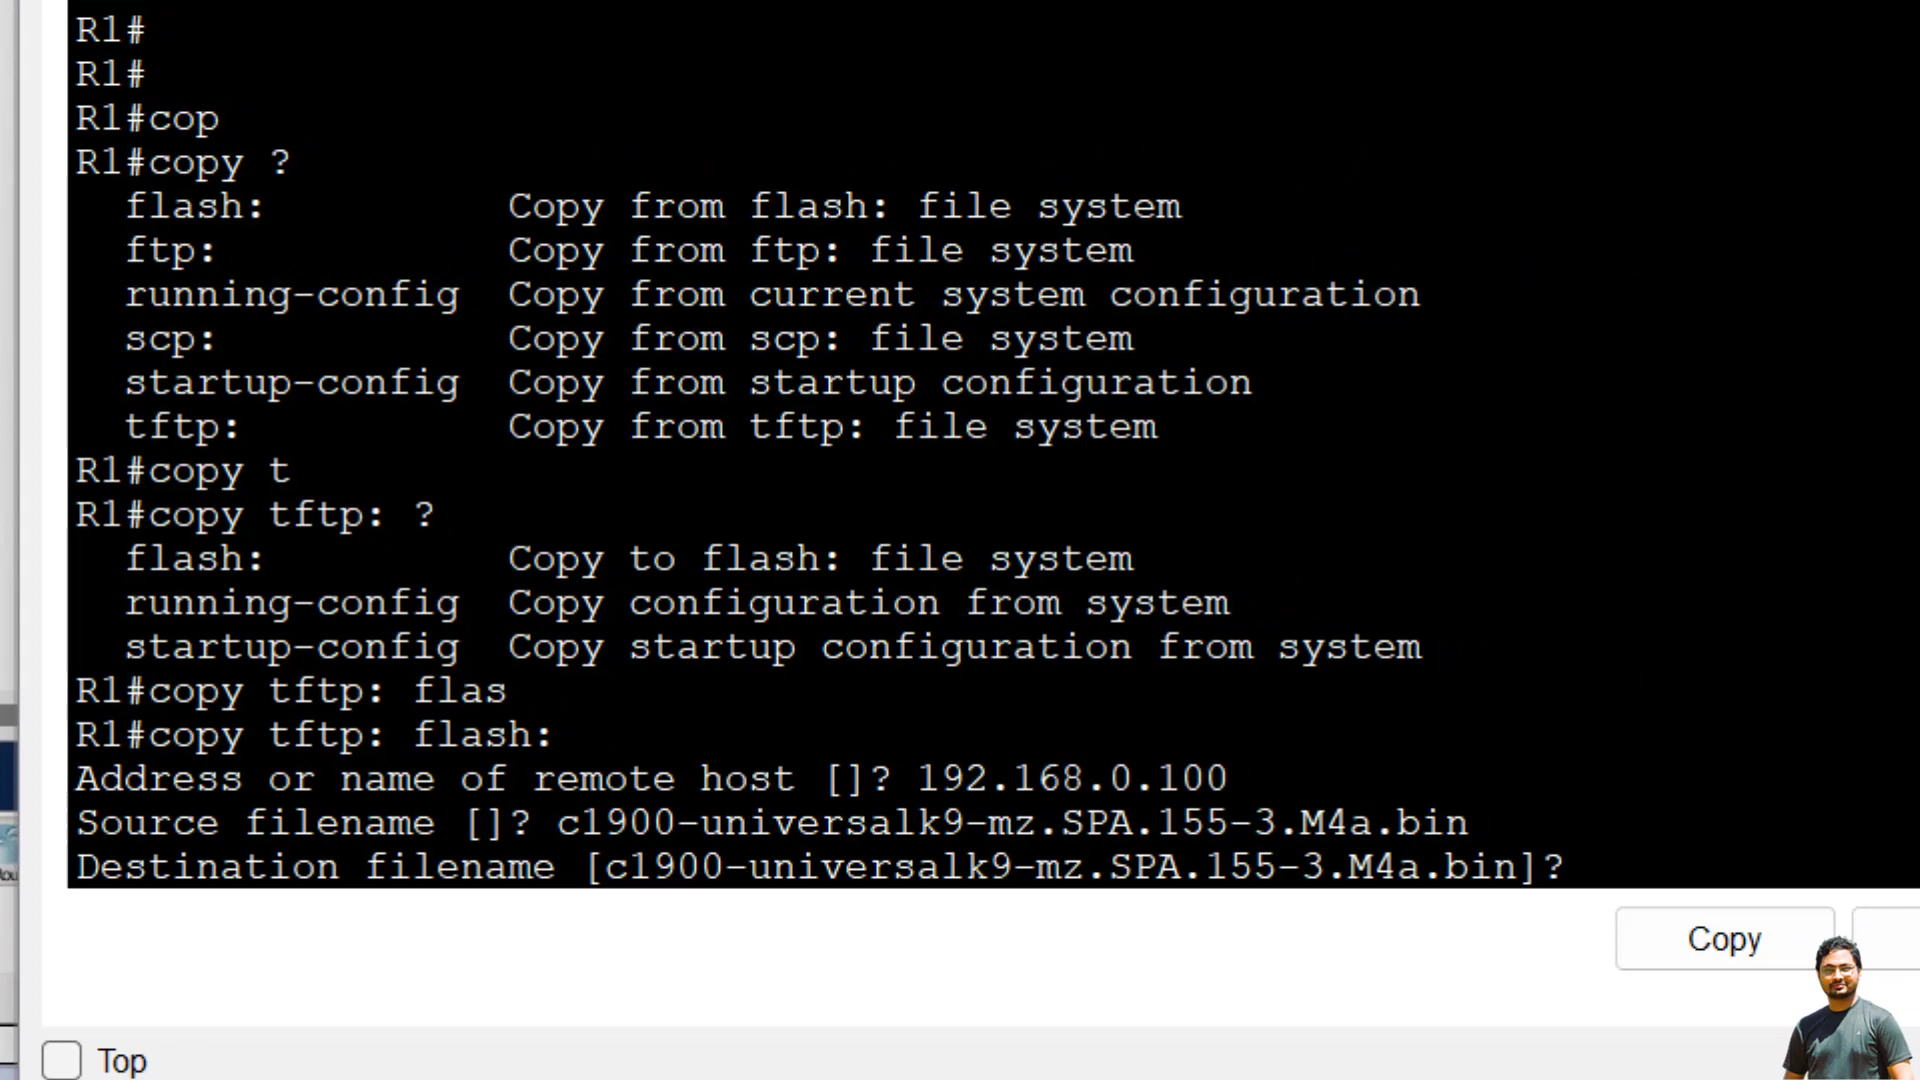 R1#
R1#
R1#cop
R1#copy ?
flash: Copy from flash: file system
ftp: Copy from ftp: file system
running-config Copy from current system configuration
scp: Copy from scp: file system
startup-config Copy from startup configuration
tftp: Copy from tftp: file system
R1#copy t
R1#copy tftp: ?
flash: Copy to flash: file system
running-config Copy configuration from system
startup-config Copy startup configuration from system
R1#copy tftp: flas
R1#copy tftp: flash:
Address or name of remote host []? 192.168.0.100
Source filename []? c1900-universalk9-mz.SPA.155-3.M4a.bin
Destination filename [c1900-universalk9-mz.SPA.155-3.M4a.bin]?
Copy
Top